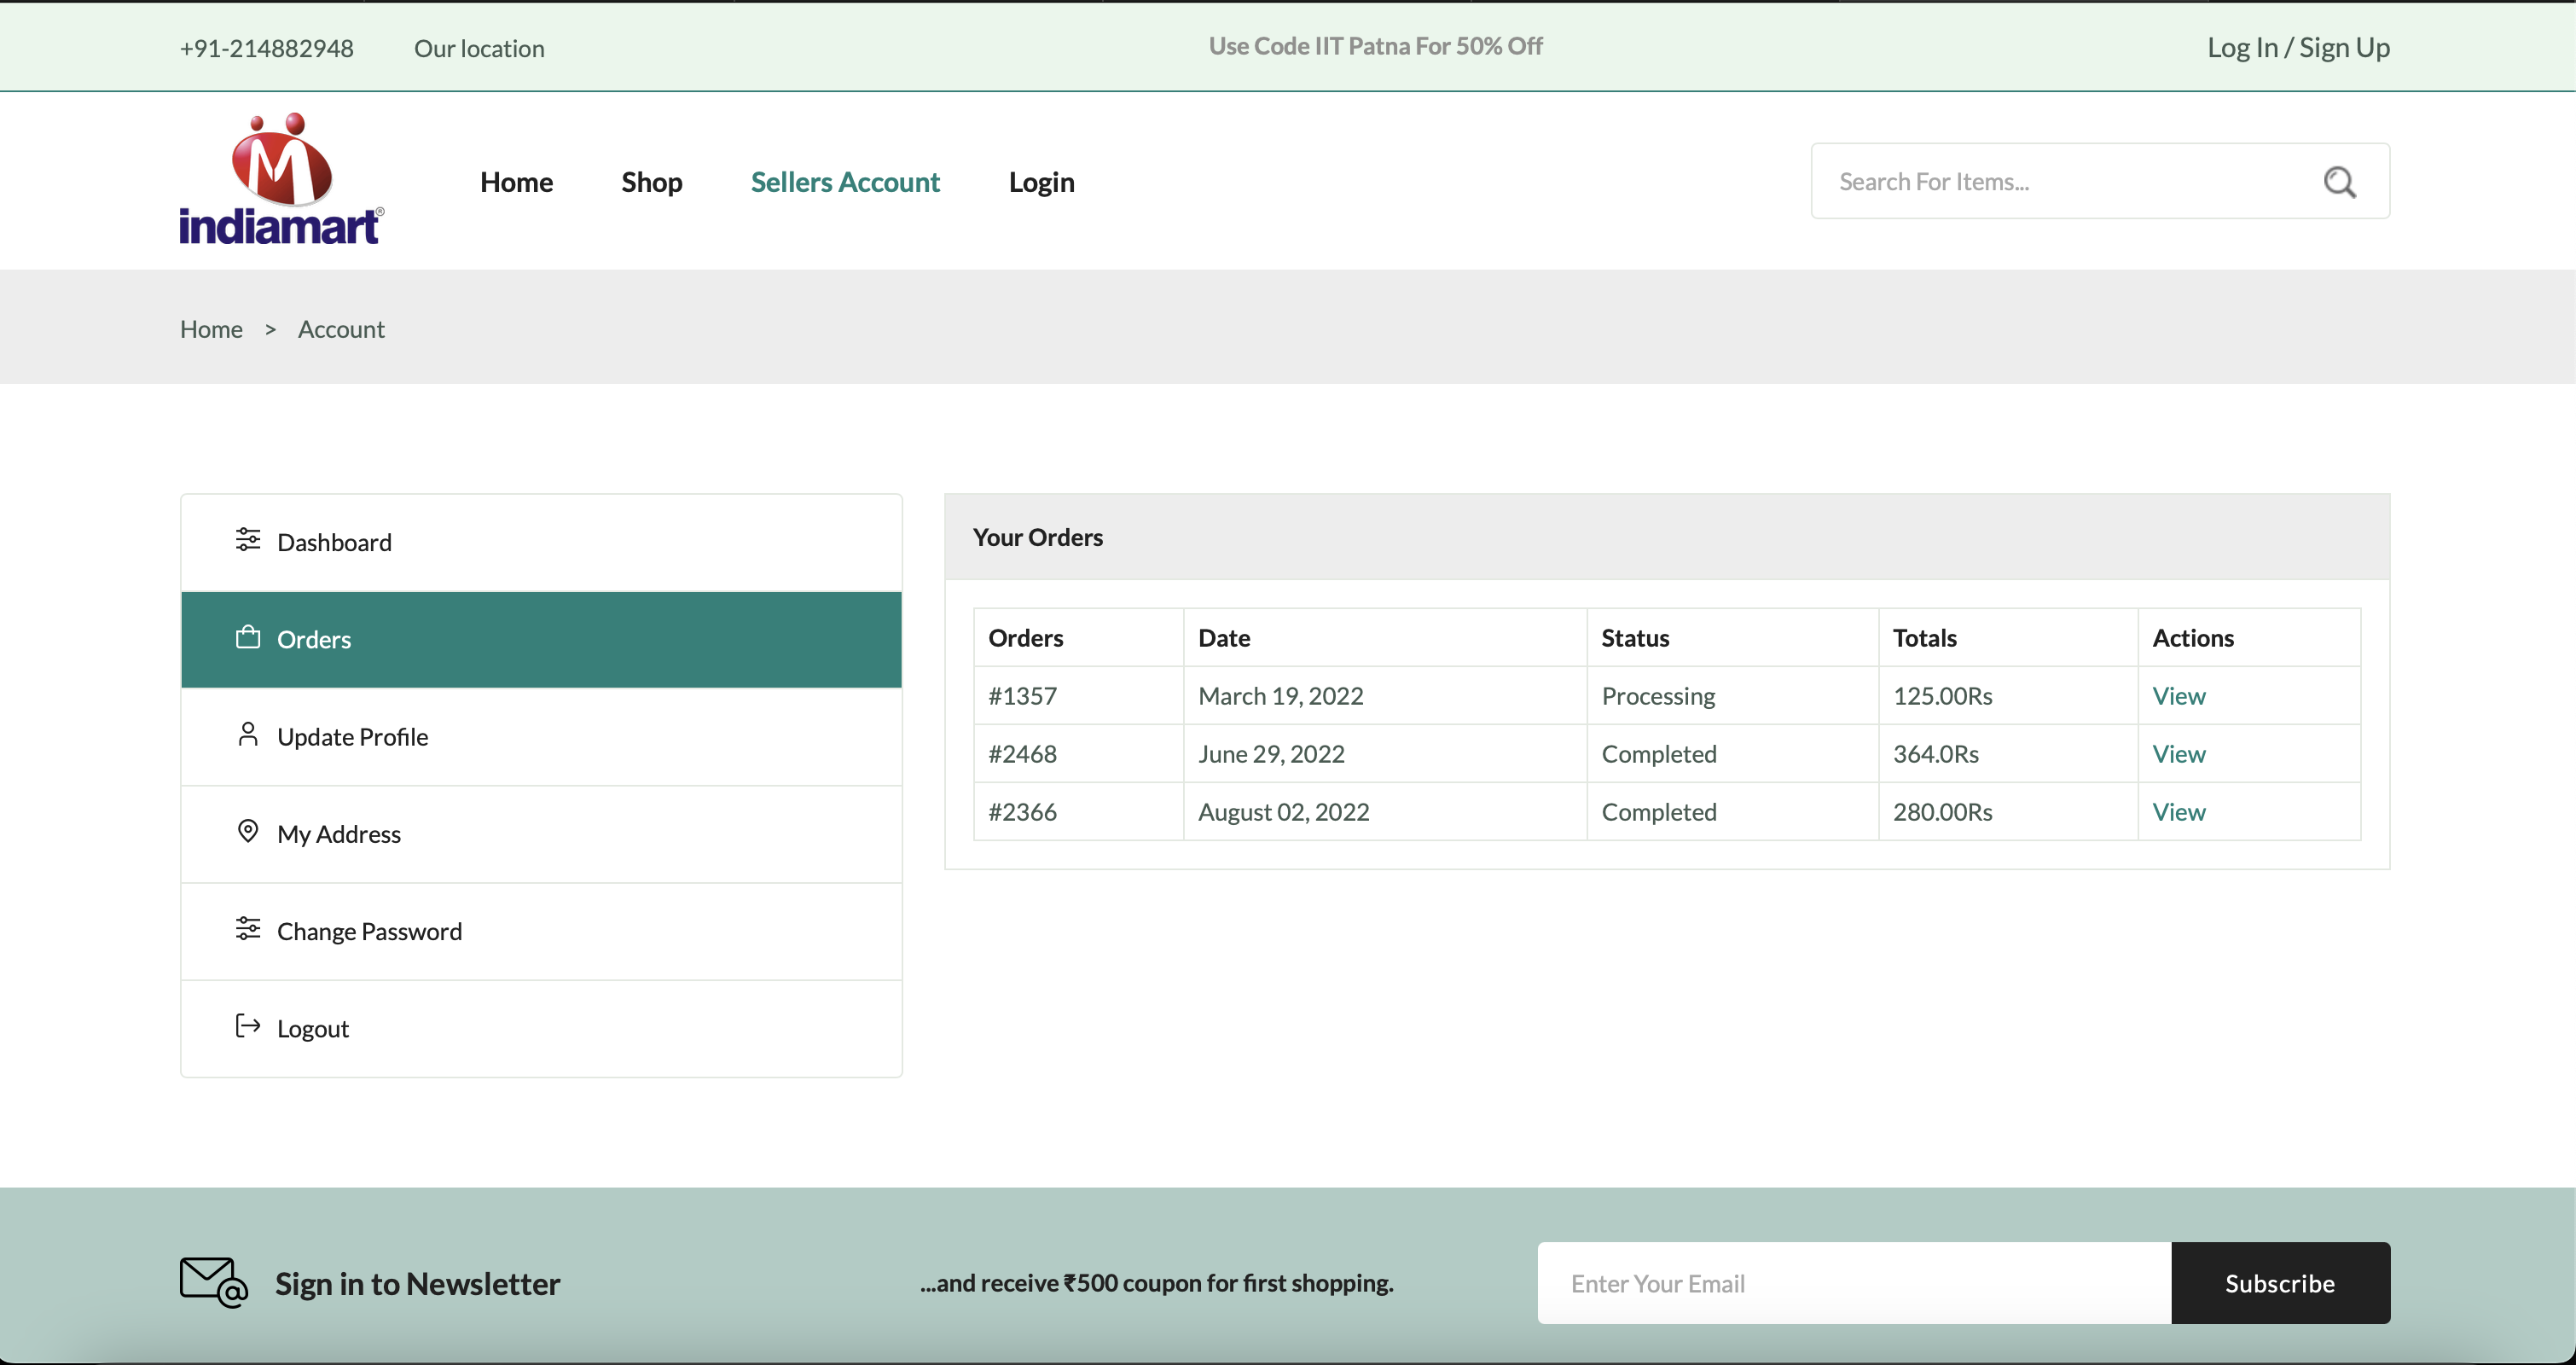 +91-214882948 Our location Use Code IIT Patna For 50% Off Log In / Sign Up
indiamart®
Home Shop Sellers Account Login Search For Items...
Home > Account
Dashboard
Orders
Update Profile
My Address
Change Password
Logout
Your Orders
Orders Date Status Totals Actions
#1357 March 19, 2022 Processing 125.00Rs View
#2468 June 29, 2022 Completed 364.0Rs View
#2366 August 02, 2022 Completed 280.00Rs View
Sign in to Newsletter ...and receive ₹500 coupon for first shopping. Enter Your Email Subscribe